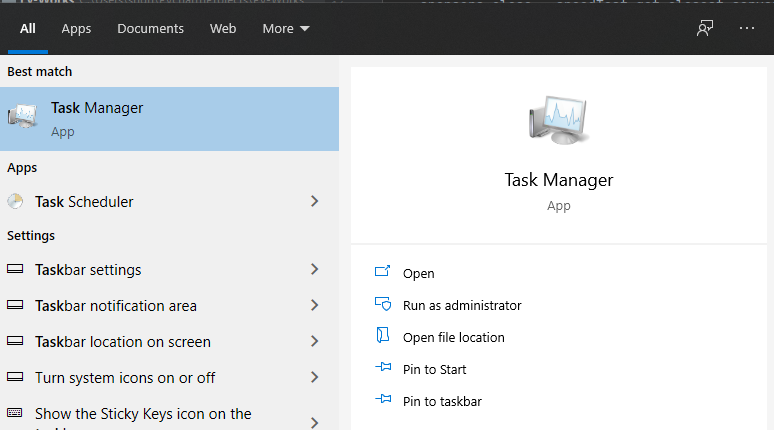 All Apps Documents Web More
Best match
Task Manager
App
Apps
Task Scheduler
Settings
Taskbar settings
Taskbar notification area
Taskbar location on screen
Turn system icons on or off
Show the Sticky Keys icon on the
Task Manager
App
Open
Run as administrator
Open file location
Pin to Start
Pin to taskbar